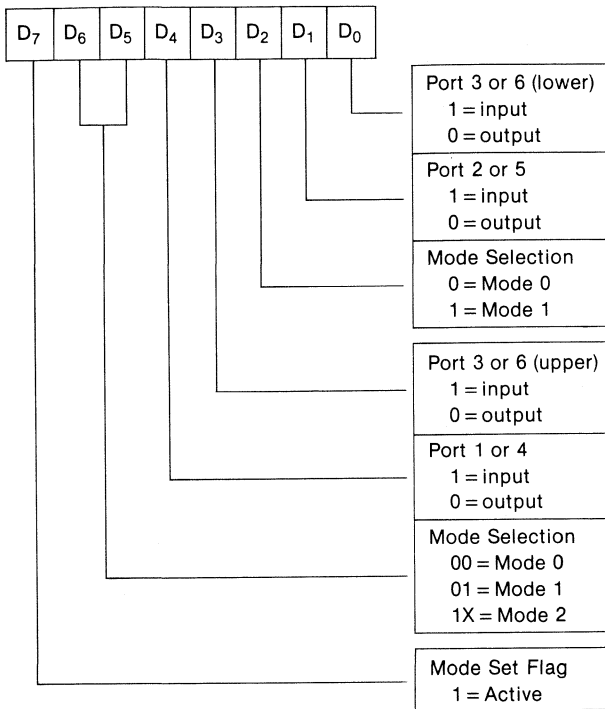 D₇ D₆ D₅ D₄ D₃ D₂ D₁ D₀
Port 3 or 6 (lower)
1 = input
0 = output
Port 2 or 5
1 = input
0 = output
Mode Selection
0 = Mode 0
1 = Mode 1
Port 3 or 6 (upper)
1 = input
0 = output
Port 1 or 4
1 = input
0 = output
Mode Selection
00 = Mode 0
01 = Mode 1
1X = Mode 2
Mode Set Flag
1 = Active